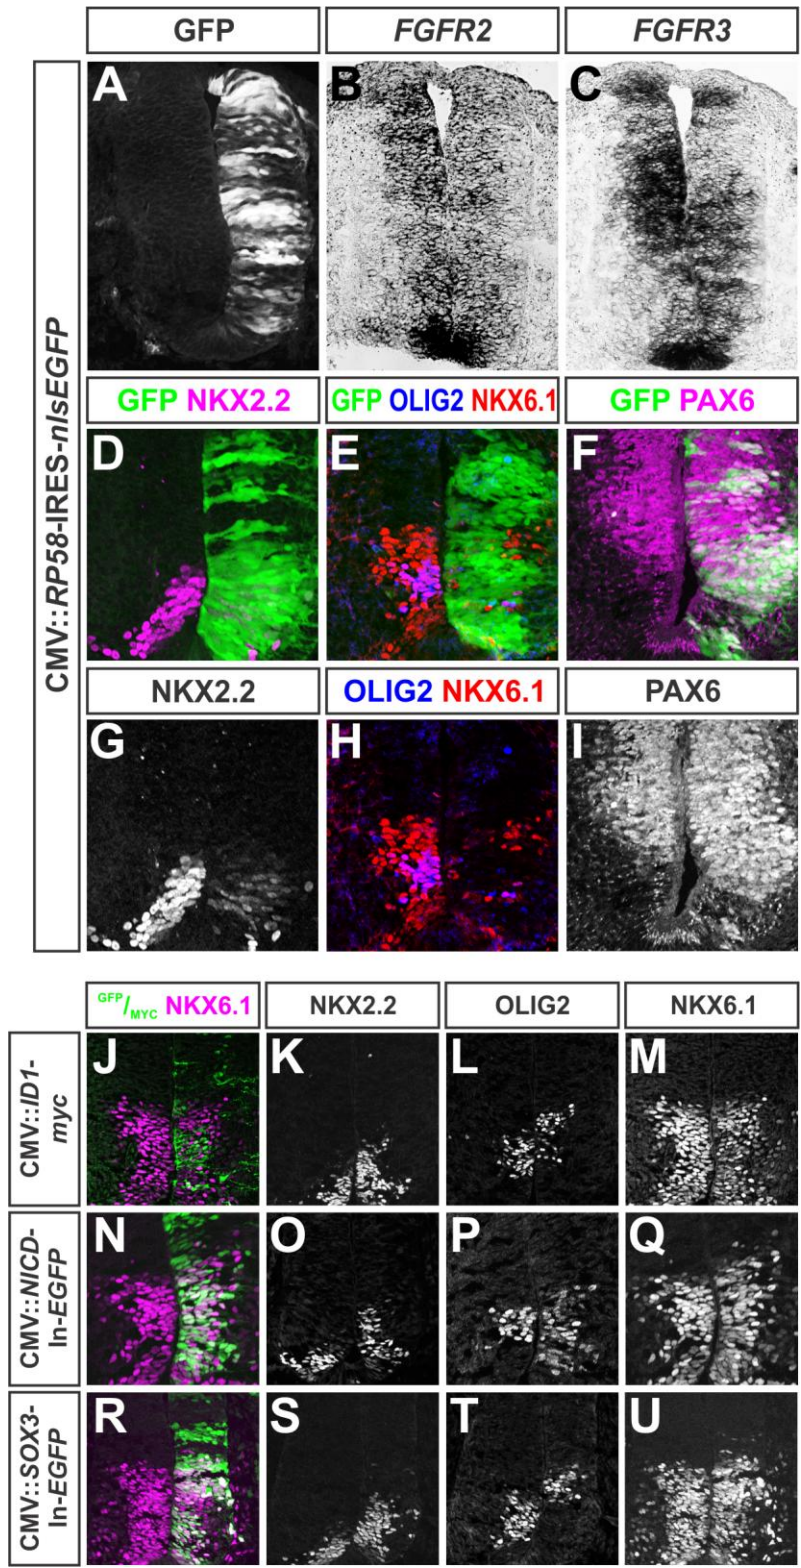 GFP FGFR2 FGFR3
CMV::RP58-IRES-nlsEGFP
A B C
GFP NKX2.2 GFP OLIG2 NKX6.1 GFP PAX6
D E F
NKX2.2 OLIG2 NKX6.1 PAX6
G H I
GFP/MYC NKX6.1 NKX2.2 OLIG2 NKX6.1
CMV::ID1-
myc
J K L M
CMV::NICD-
In-EGFP
N O P Q
CMV::SOX3-
In-EGFP
R S T U